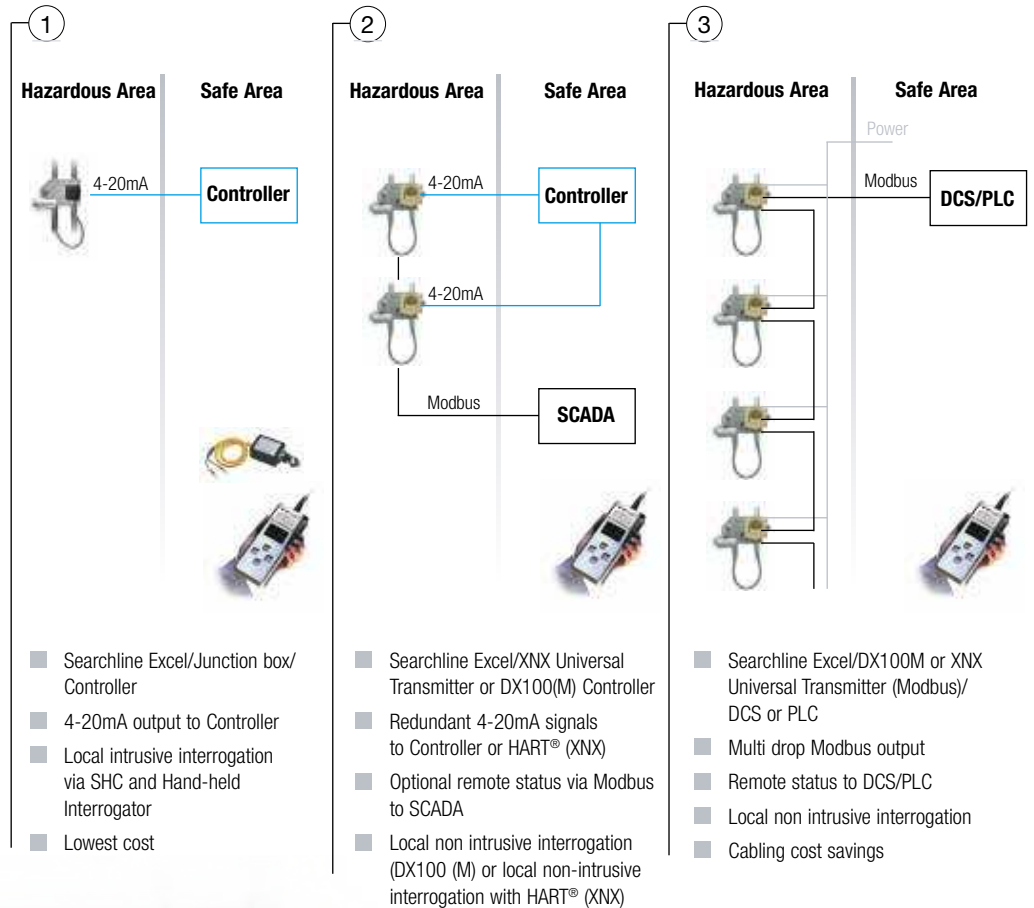 1
Hazardous Area
Safe Area
4-20mA
Controller
Searchline Excel/Junction box/
Controller
4-20mA output to Controller
Local intrusive interrogation
via SHC and Hand-held
Interrogator
Lowest cost
2
Hazardous Area
Safe Area
4-20mA
Controller
4-20mA
Modbus
SCADA
Searchline Excel/XNX Universal
Transmitter or DX100(M) Controller
Redundant 4-20mA signals
to Controller or HART® (XNX)
Optional remote status via Modbus
to SCADA
Local non intrusive interrogation
(DX100 (M) or local non-intrusive
interrogation with HART® (XNX)
3
Hazardous Area
Safe Area
Power
Modbus
DCS/PLC
Searchline Excel/DX100M or XNX
Universal Transmitter (Modbus)/
DCS or PLC
Multi drop Modbus output
Remote status to DCS/PLC
Local non intrusive interrogation
Cabling cost savings